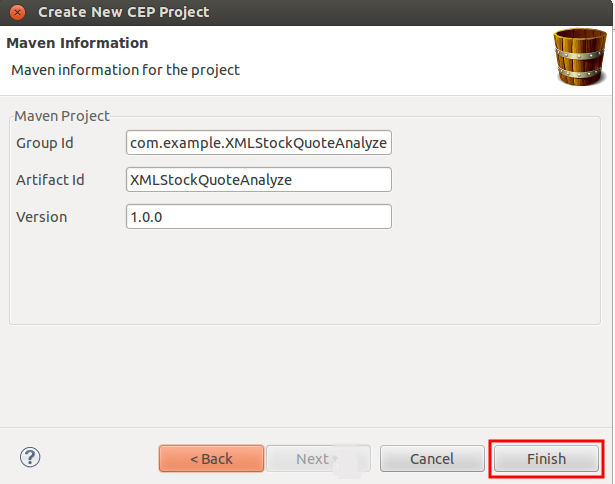 Create New CEP Project
Maven Information
Maven information for the project
Maven Project
Group Id com.example.XMLStockQuoteAnalyze
Artifact Id XMLStockQuoteAnalyze
Version 1.0.0
? < Back Next Cancel Finish